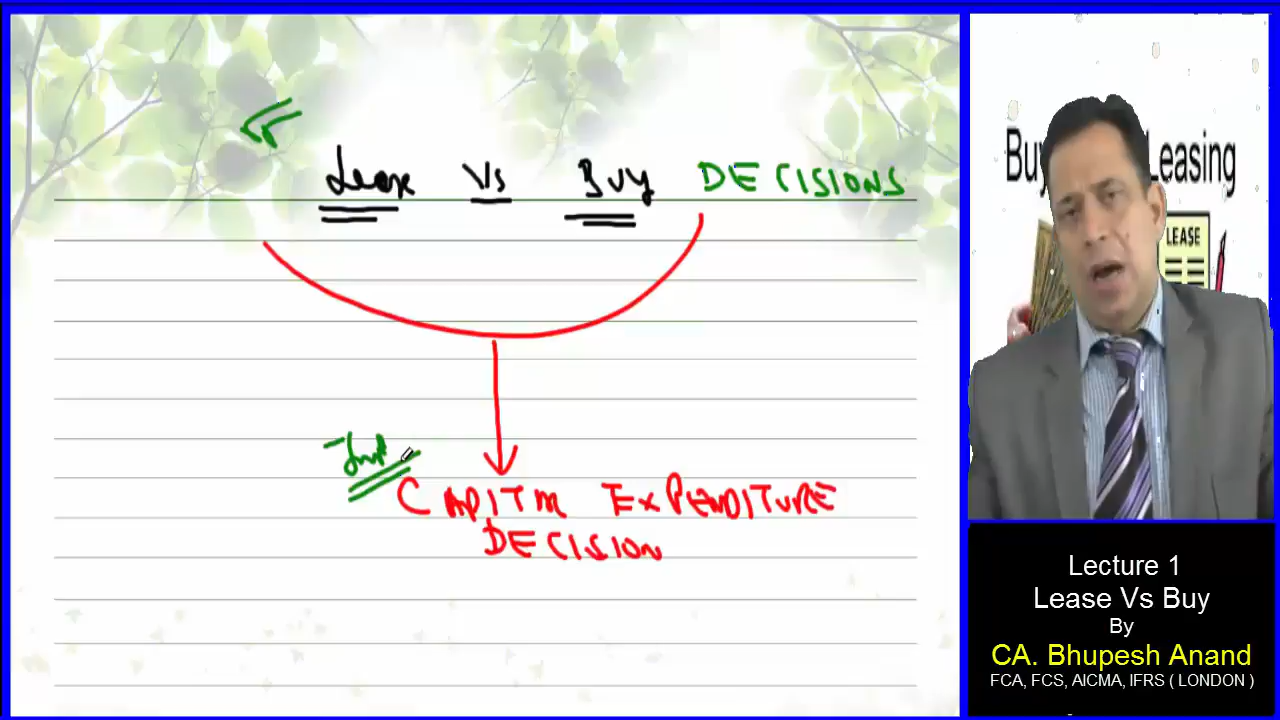 Lease Vs Buy DECISIONS
Imp
CAPITAL EXPENDITURE
DECISION
Buy Leasing
LEASE
Lecture 1
Lease Vs Buy
By
CA. Bhupesh Anand
FCA, FCS, AICMA, IFRS ( LONDON )